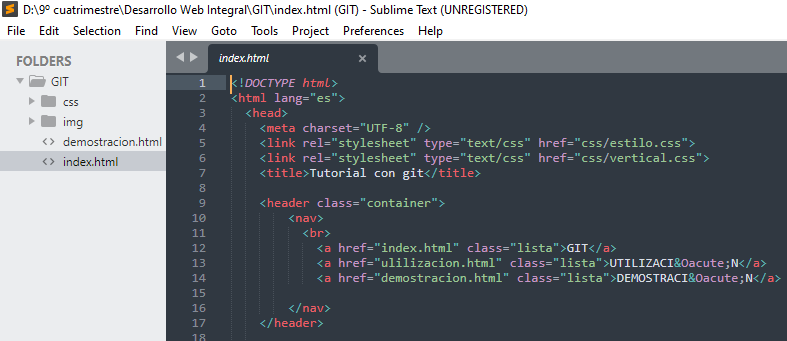 D:\9º cuatrimestre\Desarrollo Web Integral\GIT\index.html (GIT) - Sublime Text (UNREGISTERED)
File Edit Selection Find View Goto Tools Project Preferences Help
FOLDERS
GIT
css
img
demostracion.html
index.html
index.html
1 <!DOCTYPE html>
2 <html lang="es">
3 <head>
4 <meta charset="UTF-8" />
5 <link rel="stylesheet" type="text/css" href="css/estilo.css">
6 <link rel="stylesheet" type="text/css" href="css/vertical.css">
7 <title>Tutorial con git</title>
8
9 <header class="container">
10 <nav>
11 <br>
12 <a href="index.html" class="lista">GIT</a>
13 <a href="ulilizacion.html" class="lista">UTILIZACI&Oacute;N</a>
14 <a href="demostracion.html" class="lista">DEMOSTRACI&Oacute;N</a>
15
16 </nav>
17 </header>
18